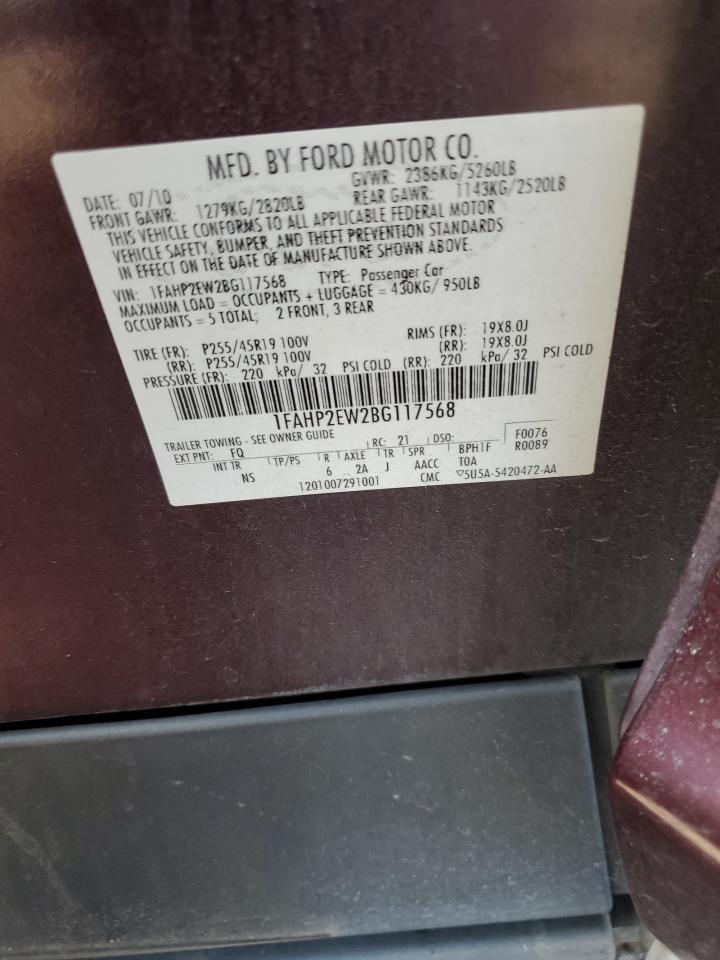 MFD. BY FORD MOTOR CO.
DATE: 07/10 GVWR: 2386KG/5260LB
FRONT GAWR: 1279KG/2820LB REAR GAWR: 1143KG/2520LB
THIS VEHICLE CONFORMS TO ALL APPLICABLE FEDERAL MOTOR
VEHICLE SAFETY, BUMPER, AND THEFT PREVENTION STANDARDS
IN EFFECT ON THE DATE OF MANUFACTURE SHOWN ABOVE.
VIN: 1FAHP2EW2BG117568 TYPE: Passenger Car
MAXIMUM LOAD = OCCUPANTS + LUGGAGE = 430KG/ 950LB
OCCUPANTS = 5 TOTAL; 2 FRONT, 3 REAR
TIRE (FR): P255/45R19 100V RIMS (FR): 19X8.0J
(RR): P255/45R19 100V (RR): 19X8.0J
PRESSURE (FR): 220 kPa/ 32 PSI COLD (RR): 220 kPa/ 32 PSI COLD
1FAHP2EW2BG117568
TRAILER TOWING - SEE OWNER GUIDE
EXT PNT: FQ RC: 21 DSO: F0076
INT TR TP/PS R AXLE TR SPR BPH1F R0089
NS 6 2A J AACC T0A
1201007291001 CMC ▽5U5A-5420472-AA